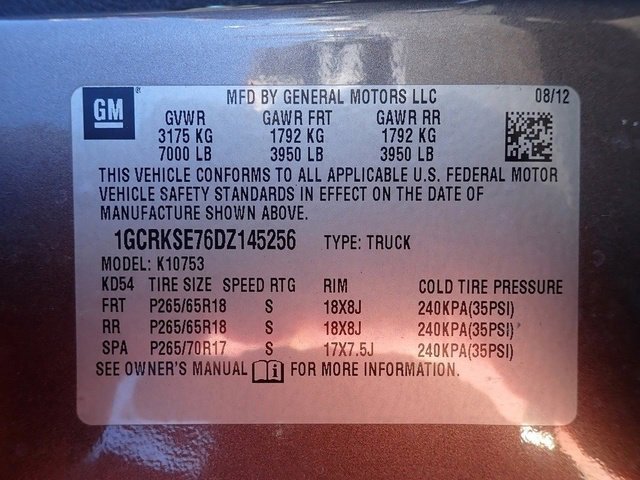 GM
MFD BY GENERAL MOTORS LLC 08/12
GVWR GAWR FRT GAWR RR
3175 KG 1792 KG 1792 KG
7000 LB 3950 LB 3950 LB
THIS VEHICLE CONFORMS TO ALL APPLICABLE U.S. FEDERAL MOTOR
VEHICLE SAFETY STANDARDS IN EFFECT ON THE DATE OF
MANUFACTURE SHOWN ABOVE.
1GCRKSE76DZ145256 TYPE: TRUCK
MODEL: K10753
KD54 TIRE SIZE SPEED RTG RIM COLD TIRE PRESSURE
FRT P265/65R18 S 18X8J 240KPA(35PSI)
RR P265/65R18 S 18X8J 240KPA(35PSI)
SPA P265/70R17 S 17X7.5J 240KPA(35PSI)
SEE OWNER'S MANUAL i FOR MORE INFORMATION.